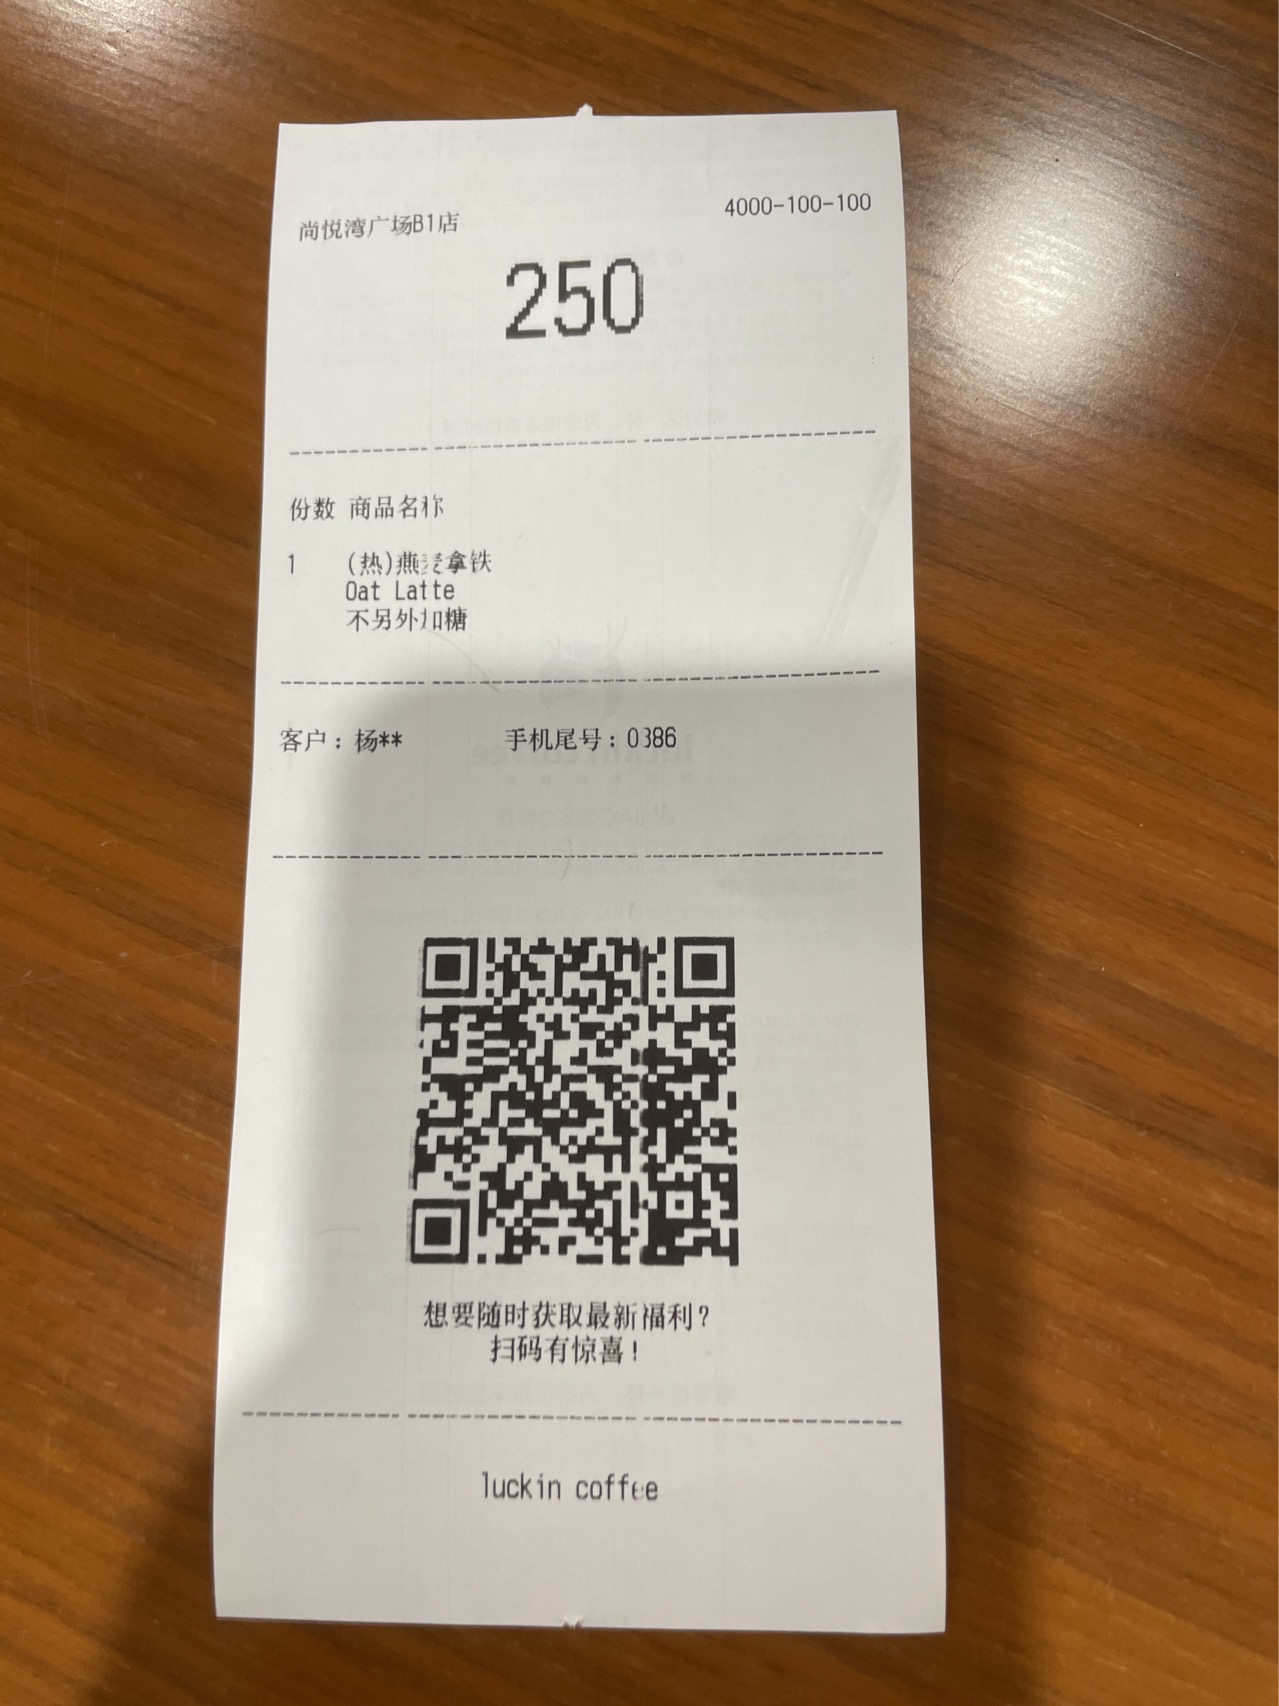 尚悦湾广场B1店 4000-100-100
250
份数 商品名称
1 (热)燕麦拿铁
Oat Latte
不另外加糖
客户：杨** 手机尾号：0386
想要随时获取最新福利？
扫码有惊喜！
luckin coffee